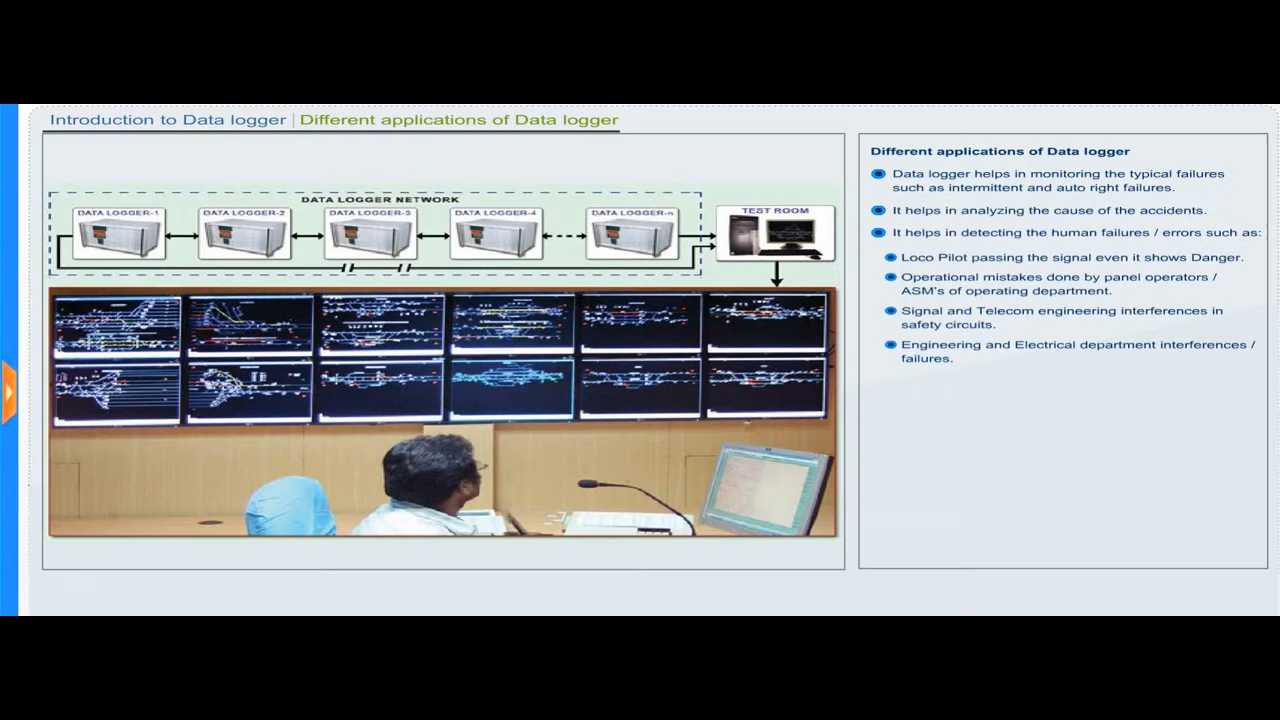 Introduction to Data logger | Different applications of Data logger
DATA LOGGER NETWORK
DATA LOGGER-1 DATA LOGGER-2 DATA LOGGER-3 DATA LOGGER-4 DATA LOGGER-n TEST ROOM
Different applications of Data logger
Data logger helps in monitoring the typical failures
such as intermittent and auto right failures.
It helps in analyzing the cause of the accidents.
It helps in detecting the human failures / errors such as:
Loco Pilot passing the signal even it shows Danger.
Operational mistakes done by panel operators /
ASM's of operating department.
Signal and Telecom engineering interferences in
safety circuits.
Engineering and Electrical department interferences /
failures.